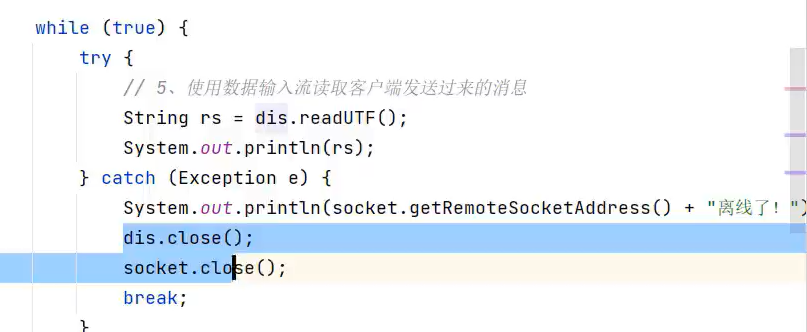 while (true) {
try {
// 5、使用数据输入流读取客户端发送过来的消息
String rs = dis.readUTF();
System.out.println(rs);
} catch (Exception e) {
System.out.println(socket.getRemoteSocketAddress() + "离线了!")
dis.close();
socket.close();
break;
}